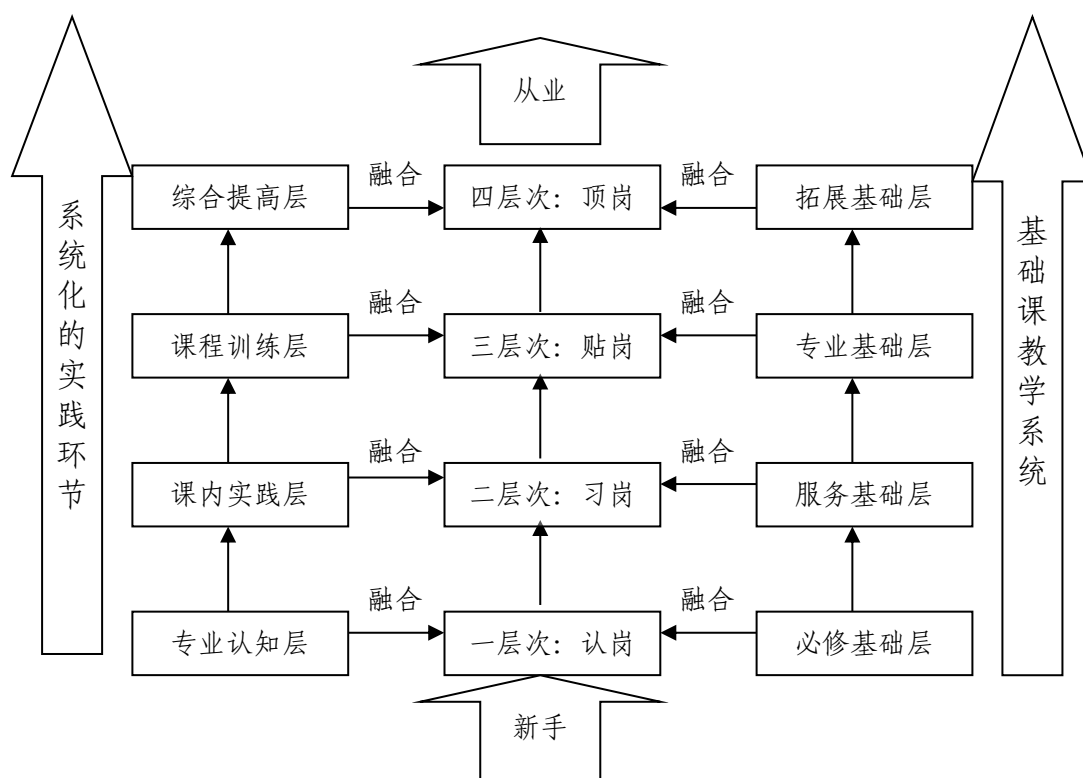 从业
综合提高层
融合
四层次：顶岗
融合
拓展基础层
课程训练层
融合
三层次：贴岗
融合
专业基础层
课内实践层
融合
二层次：习岗
融合
服务基础层
专业认知层
融合
一层次：认岗
融合
必修基础层
新手
系统化的实践环节
基础课教学系统